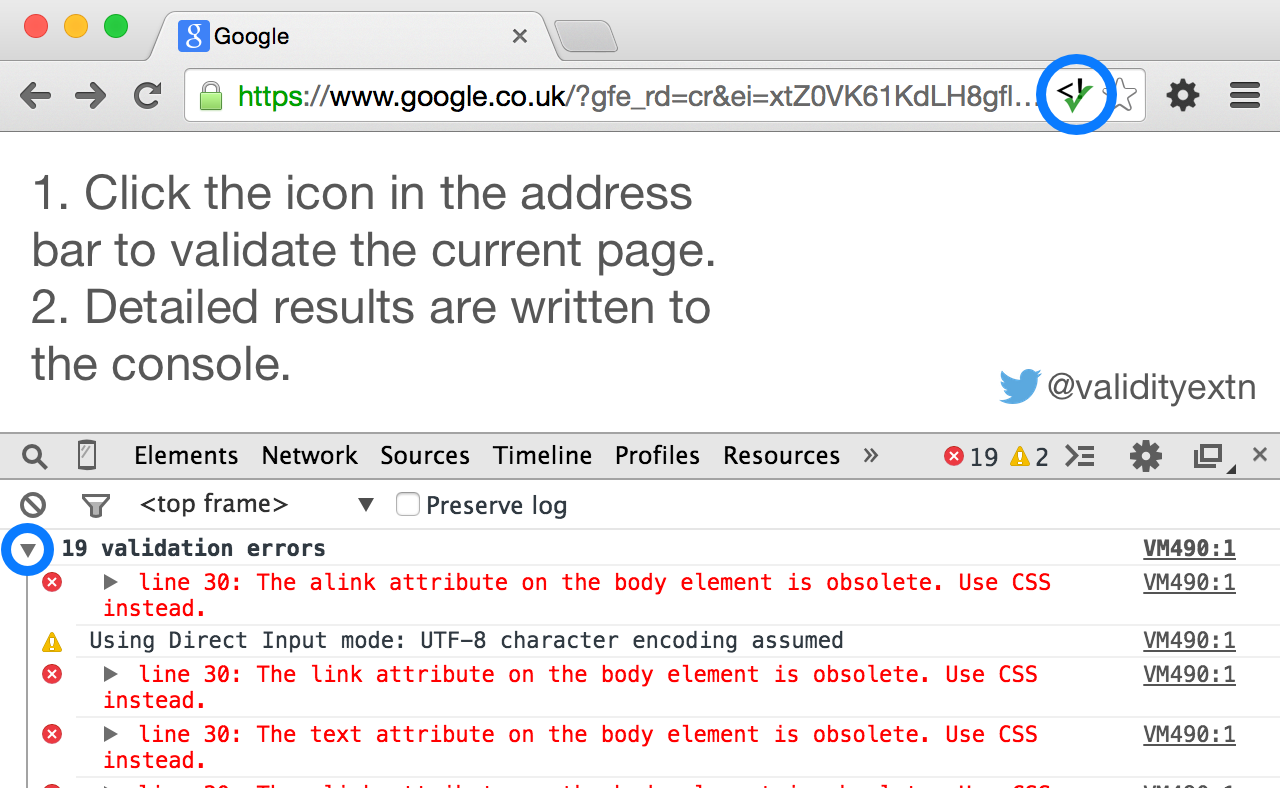 Google
https://www.google.co.uk/?gfe_rd=cr&ei=xtZ0VK61KdLH8gfl…
1. Click the icon in the address
bar to validate the current page.
2. Detailed results are written to
the console.
@validityextn
Elements Network Sources Timeline Profiles Resources » 19 2
<top frame> Preserve log
19 validation errors VM490:1
line 30: The alink attribute on the body element is obsolete. Use CSS VM490:1
instead.
Using Direct Input mode: UTF-8 character encoding assumed VM490:1
line 30: The link attribute on the body element is obsolete. Use CSS VM490:1
instead.
line 30: The text attribute on the body element is obsolete. Use CSS VM490:1
instead.